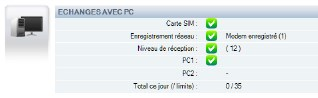 ECHANGES AVEC PC
Carte SIM :
Enregistrement réseau : Modem enregistré (1)
Niveau de réception : ( 12 )
PC1 :
PC2 : -
Total ce jour (/ limite) : 0 / 35